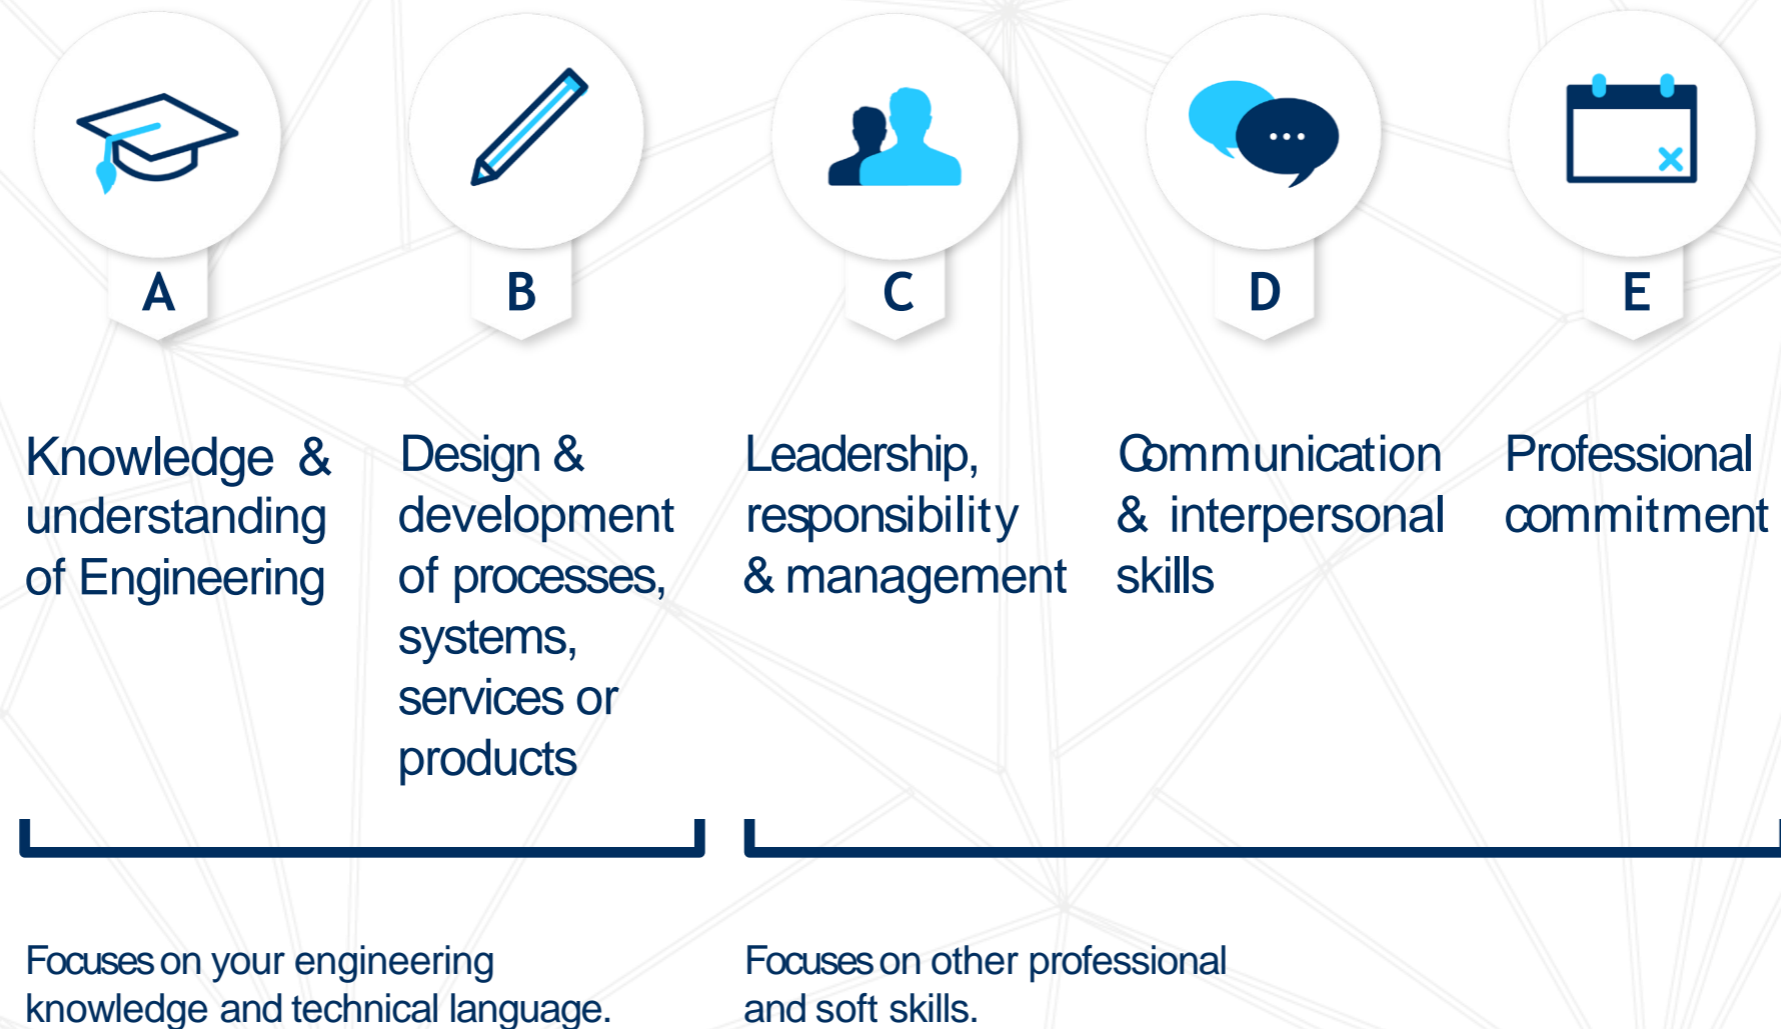 A
Knowledge &
understanding
of Engineering
B
Design &
development
of processes,
systems,
services or
products
C
Leadership,
responsibility
& management
D
Communication
& interpersonal
skills
E
Professional
commitment
Focuses on your engineering
knowledge and technical language.
Focuses on other professional
and soft skills.